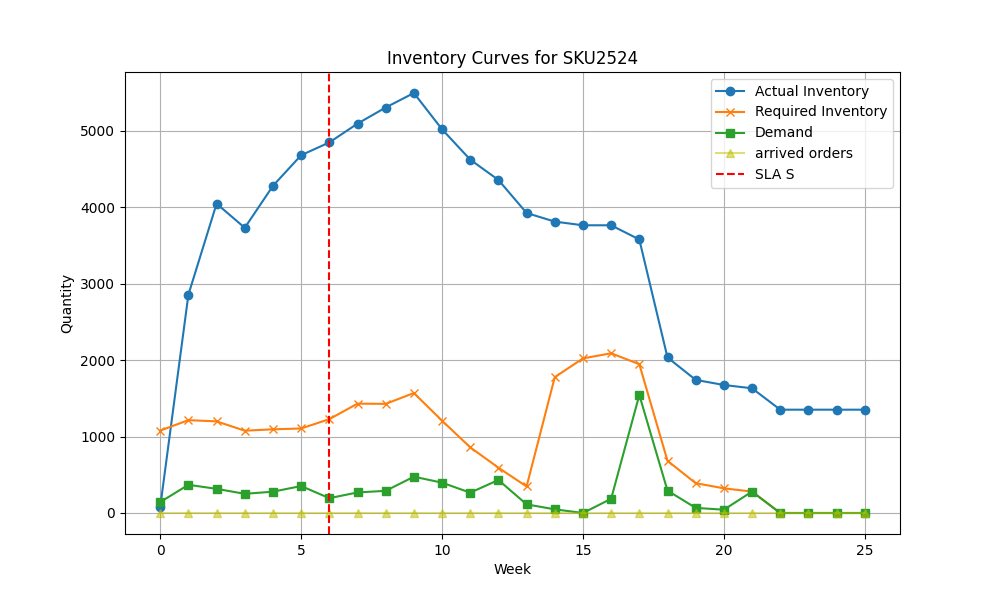 Inventory Curves for SKU2524
Actual Inventory
Required Inventory
Demand
arrived orders
SLA S
Quantity
5000
4000
3000
2000
1000
0
0 5 10 15 20 25
Week